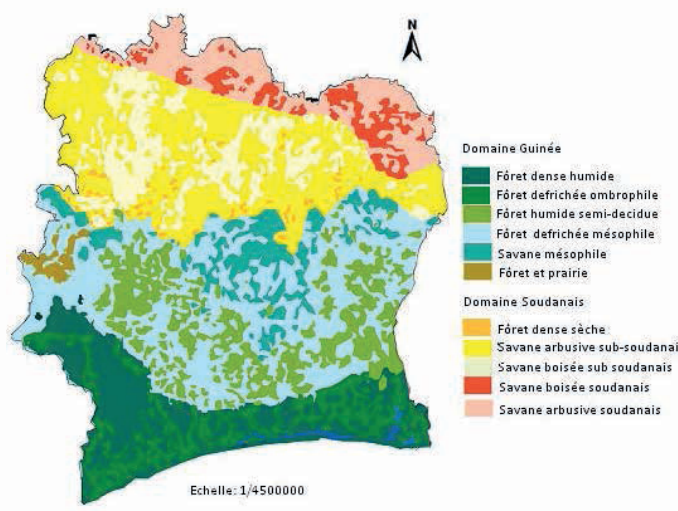 N
Domaine Guinée
Fôret dense humide
Fôret defrichée ombrophile
Fôret humide semi-decidue
Fôret defrichée mésophile
Savane mésophile
Fôret et prairie
Domaine Soudanais
Fôret dense sèche
Savane arbusive sub-soudanai
Savane boisée sub soudanais
Savane boisée soudanais
Savane arbusive soudanais
Echelle: 1/4500000